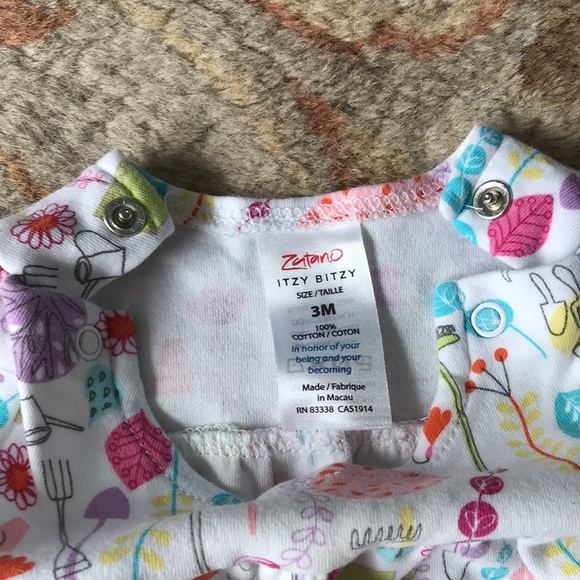 Zutano
ITZY BITZY
SIZE/TAILLE
3M
100%
COTTON/COTON
In honor of your
being and your
becoming
Made / Fabrique
in Macau
RN 83338 CA51914